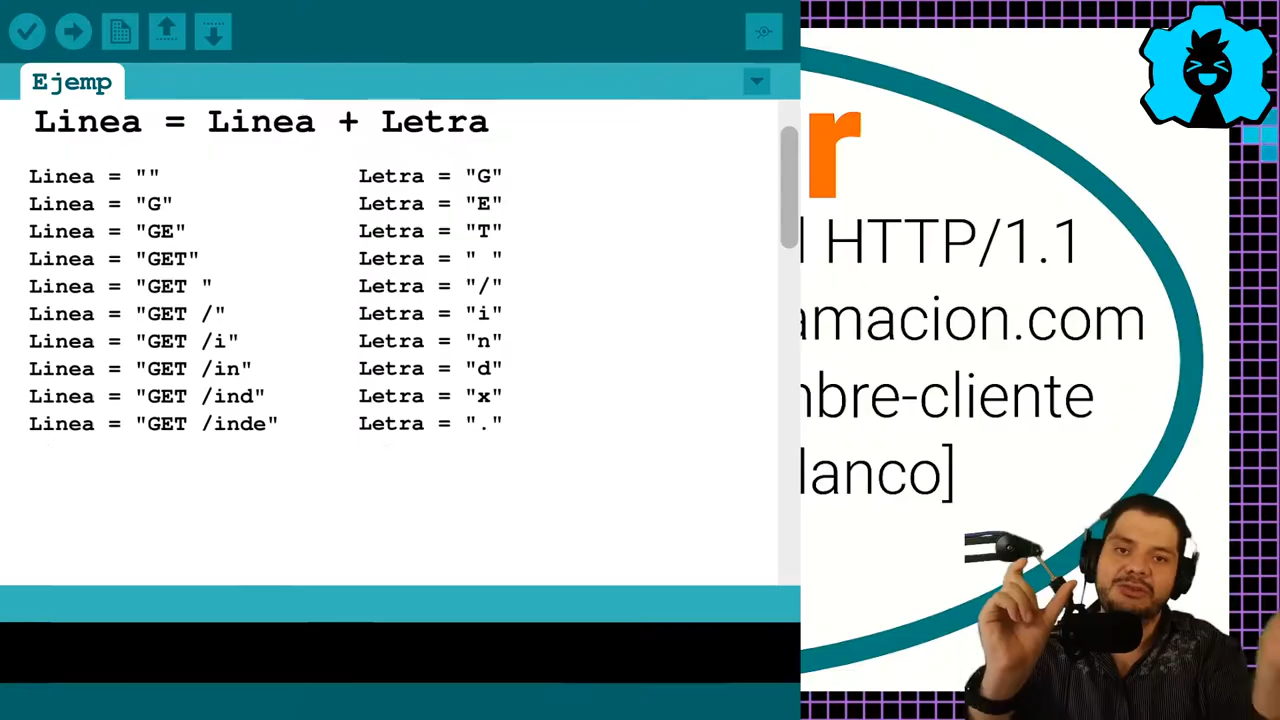 Ejemp
Linea = Linea + Letra
Linea = "" Letra = "G"
Linea = "G" Letra = "E"
Linea = "GE" Letra = "T"
Linea = "GET" Letra = " "
Linea = "GET " Letra = "/"
Linea = "GET /" Letra = "i"
Linea = "GET /i" Letra = "n"
Linea = "GET /in" Letra = "d"
Linea = "GET /ind" Letra = "x"
Linea = "GET /inde" Letra = "."
r
HTTP/1.1
amacion.com
mbre-cliente
lanco]